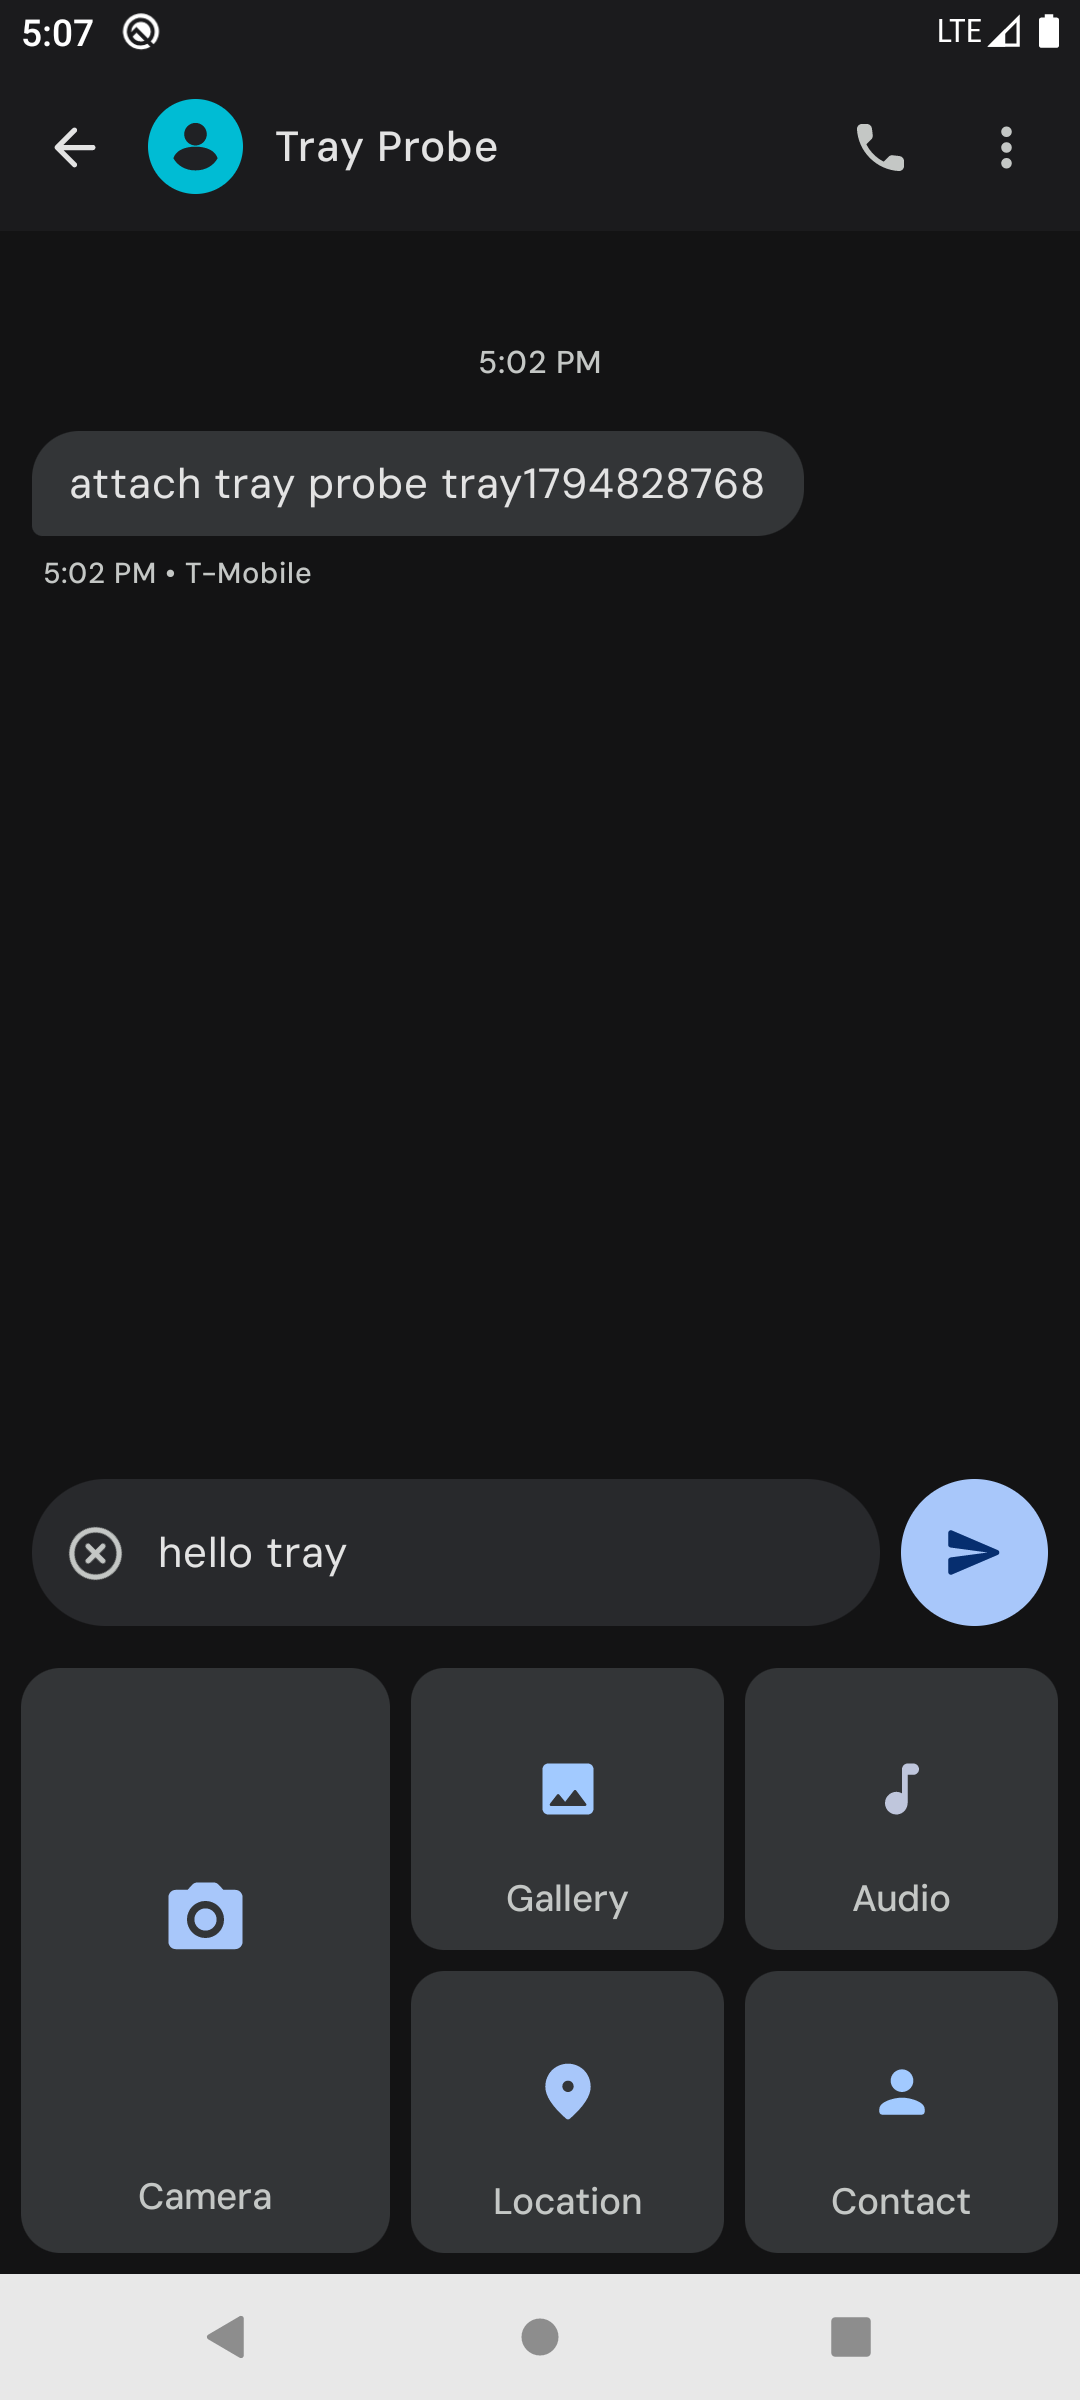 5:07 LTE
Tray Probe
5:02 PM
attach tray probe tray1794828768
5:02 PM • T-Mobile
hello tray
Gallery Audio
Camera Location Contact